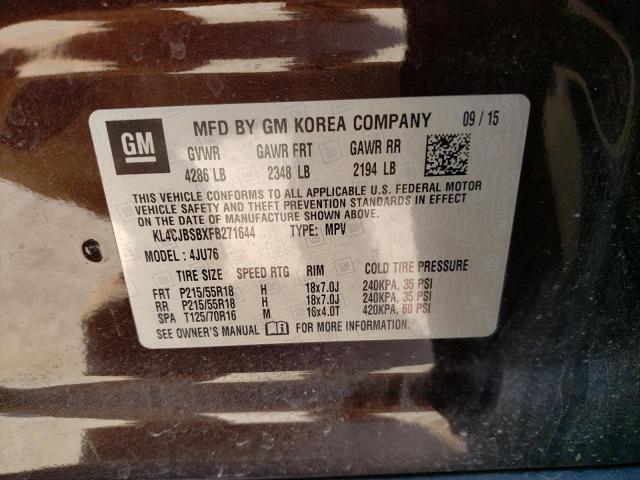 GM MFD BY GM KOREA COMPANY 09 / 15
GVWR GAWR FRT GAWR RR
4286 LB 2348 LB 2194 LB
THIS VEHICLE CONFORMS TO ALL APPLICABLE U.S. FEDERAL MOTOR
VEHICLE SAFETY AND THEFT PREVENTION STANDARDS IN EFFECT
ON THE DATE OF MANUFACTURE SHOWN ABOVE.
KL4CJBSBXFB271644 TYPE: MPV
MODEL : 4JU76
TIRE SIZE SPEED RTG RIM COLD TIRE PRESSURE
FRT P215/55R18 H 18x7.0J 240KPA, 35 PSI
RR P215/55R18 H 18x7.0J 240KPA, 35 PSI
SPA T125/70R16 M 16x4.0T 420KPA, 60 PSI
SEE OWNER'S MANUAL FOR MORE INFORMATION.